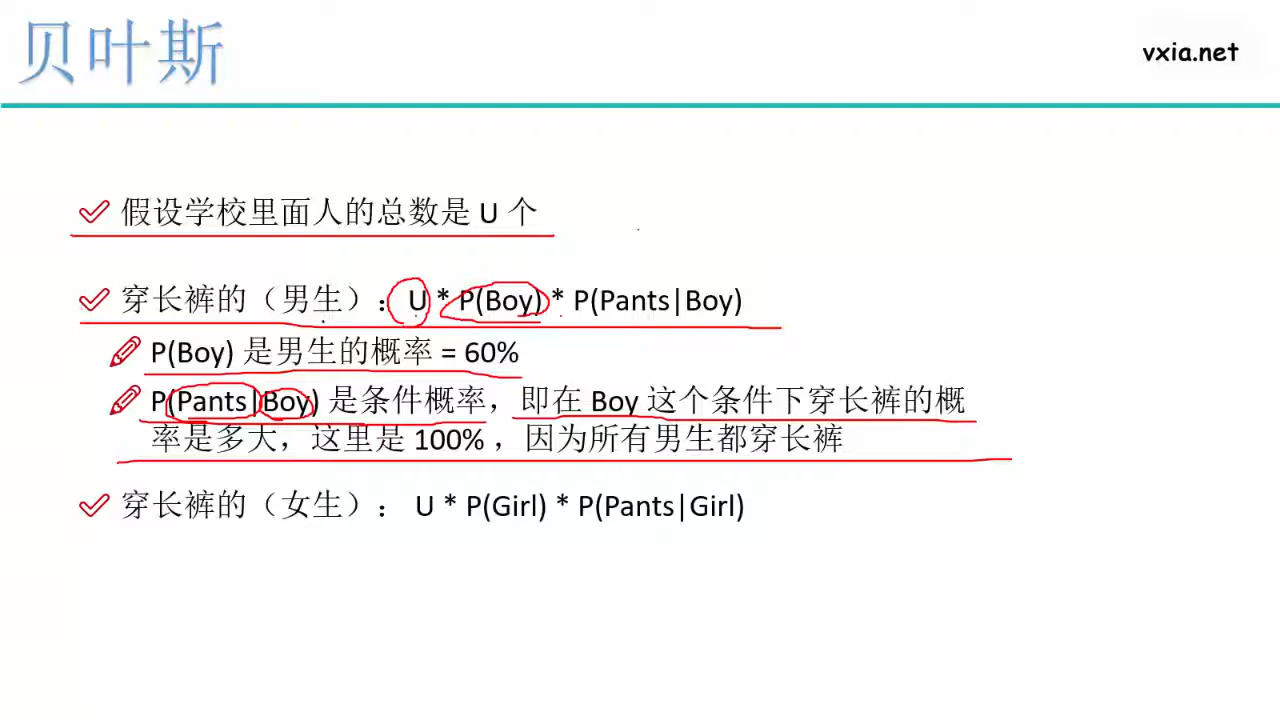 贝叶斯
vxia.net
假设学校里面人的总数是 U 个
穿长裤的（男生）： U * P(Boy) * P(Pants|Boy)
P(Boy) 是男生的概率 = 60%
P(Pants|Boy) 是条件概率，即在 Boy 这个条件下穿长裤的概
率是多大，这里是 100% ，因为所有男生都穿长裤
穿长裤的（女生）： U * P(Girl) * P(Pants|Girl)